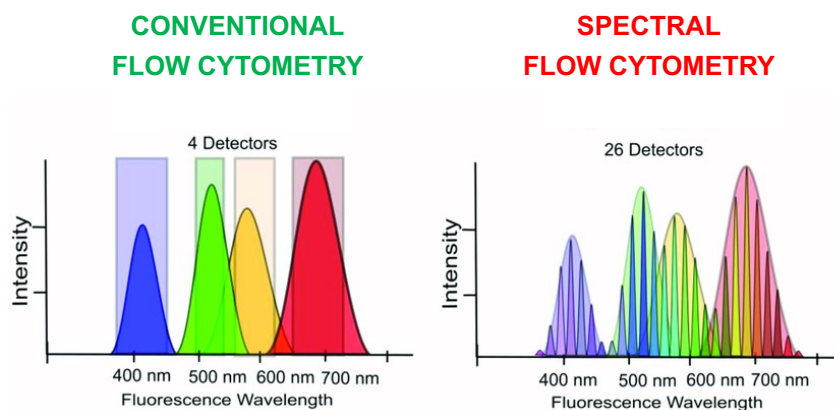 CONVENTIONAL
FLOW CYTOMETRY
4 Detectors
Intensity
400 nm 500 nm 600 nm 700 nm
Fluorescence Wavelength
SPECTRAL
FLOW CYTOMETRY
26 Detectors
Intensity
400 nm 500 nm 600 nm 700 nm
Fluorescence Wavelength